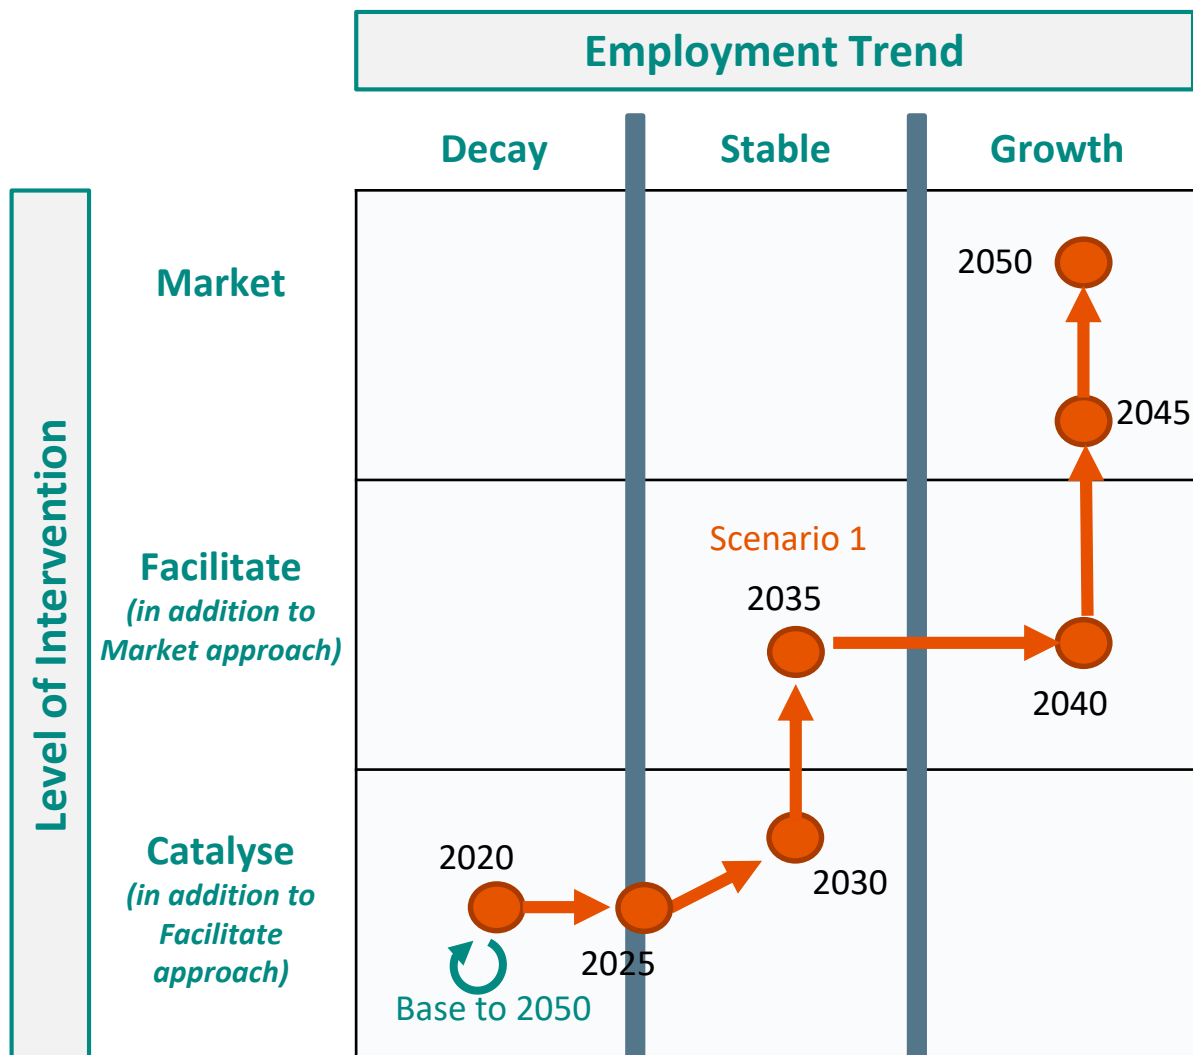 Employment Trend
Decay
Stable
Growth
Level of Intervention
Market
2050
2045
Facilitate
(in addition to
Market approach)
Scenario 1
2035
2040
Catalyse
(in addition to
Facilitate
approach)
2020
2025
2030
Base to 2050